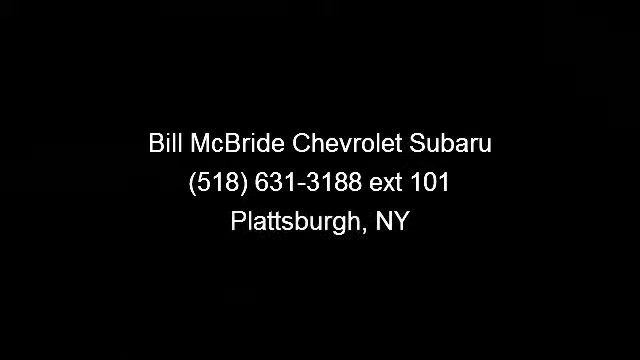 Bill McBride Chevrolet Subaru
(518) 631-3188 ext 101
Plattsburgh, NY